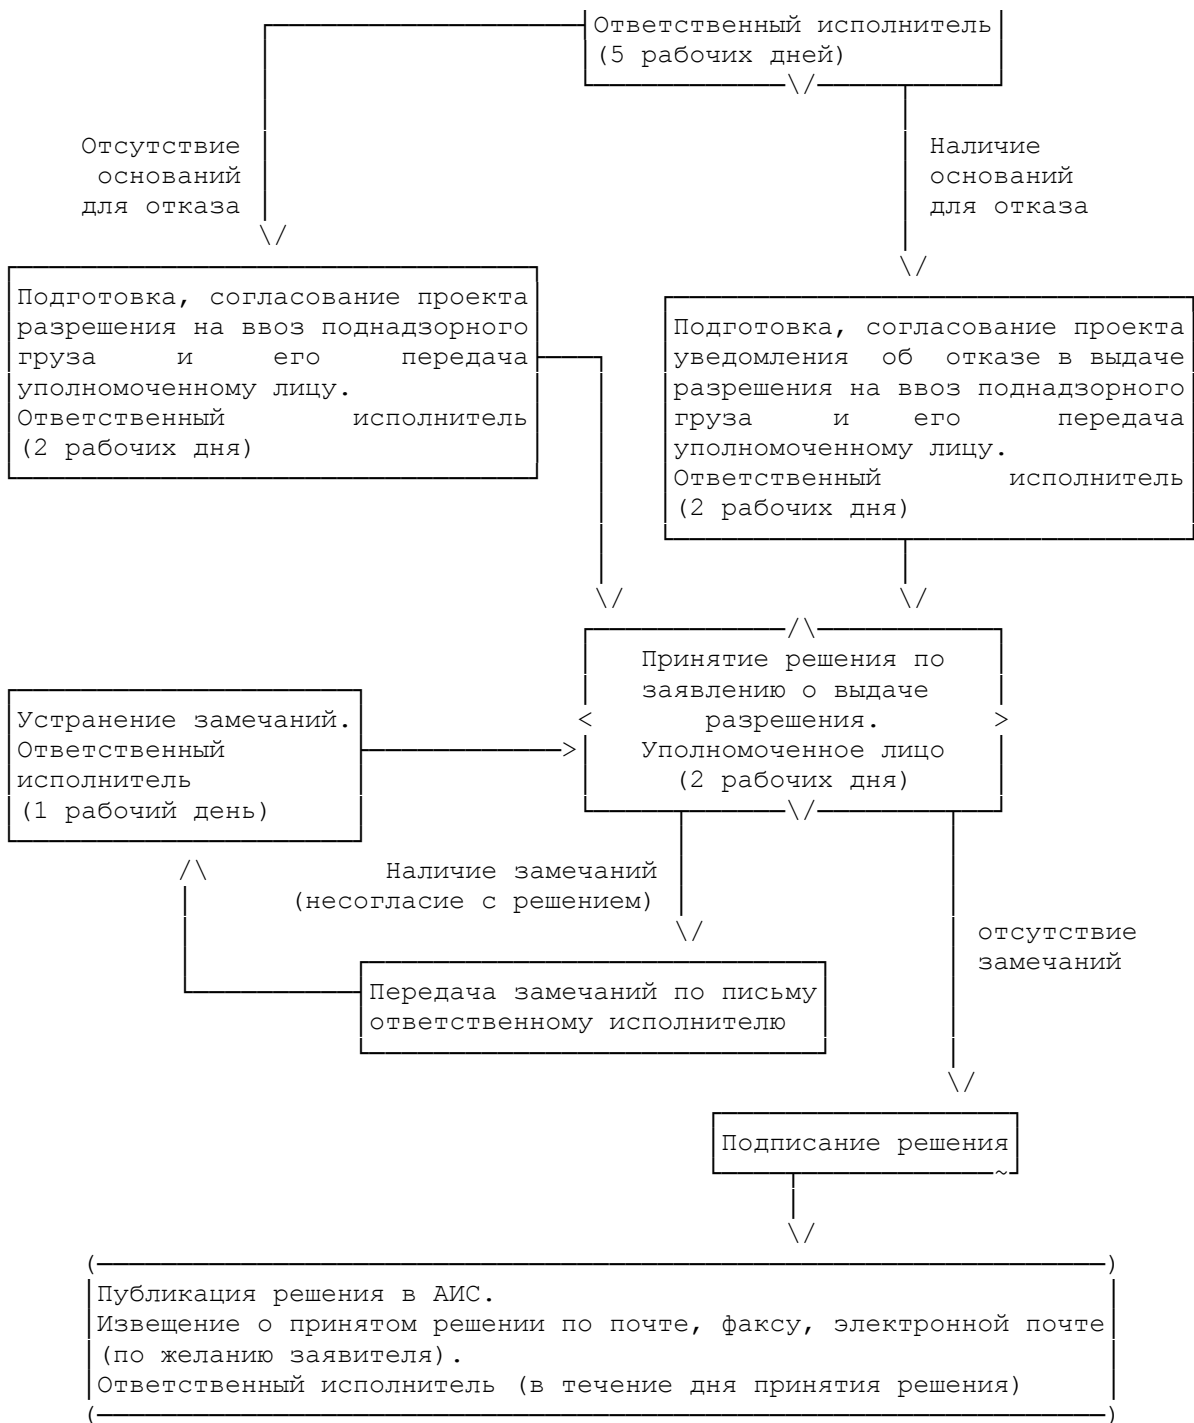 Ответственный исполнитель
(5 рабочих дней)
Отсутствие
оснований
для отказа
Наличие
оснований
для отказа
Подготовка, согласование проекта
разрешения на ввоз поднадзорного
груза и его передача
уполномоченному лицу.
Ответственный исполнитель
(2 рабочих дня)
Подготовка, согласование проекта
уведомления об отказе в выдаче
разрешения на ввоз поднадзорного
груза и его передача
уполномоченному лицу.
Ответственный исполнитель
(2 рабочих дня)
Принятие решения по
заявлению о выдаче
разрешения.
Уполномоченное лицо
(2 рабочих дня)
Устранение замечаний.
Ответственный
исполнитель
(1 рабочий день)
Наличие замечаний
(несогласие с решением)
отсутствие
замечаний
Передача замечаний по письму
ответственному исполнителю
Подписание решения
Публикация решения в АИС.
Извещение о принятом решении по почте, факсу, электронной почте
(по желанию заявителя).
Ответственный исполнитель (в течение дня принятия решения)